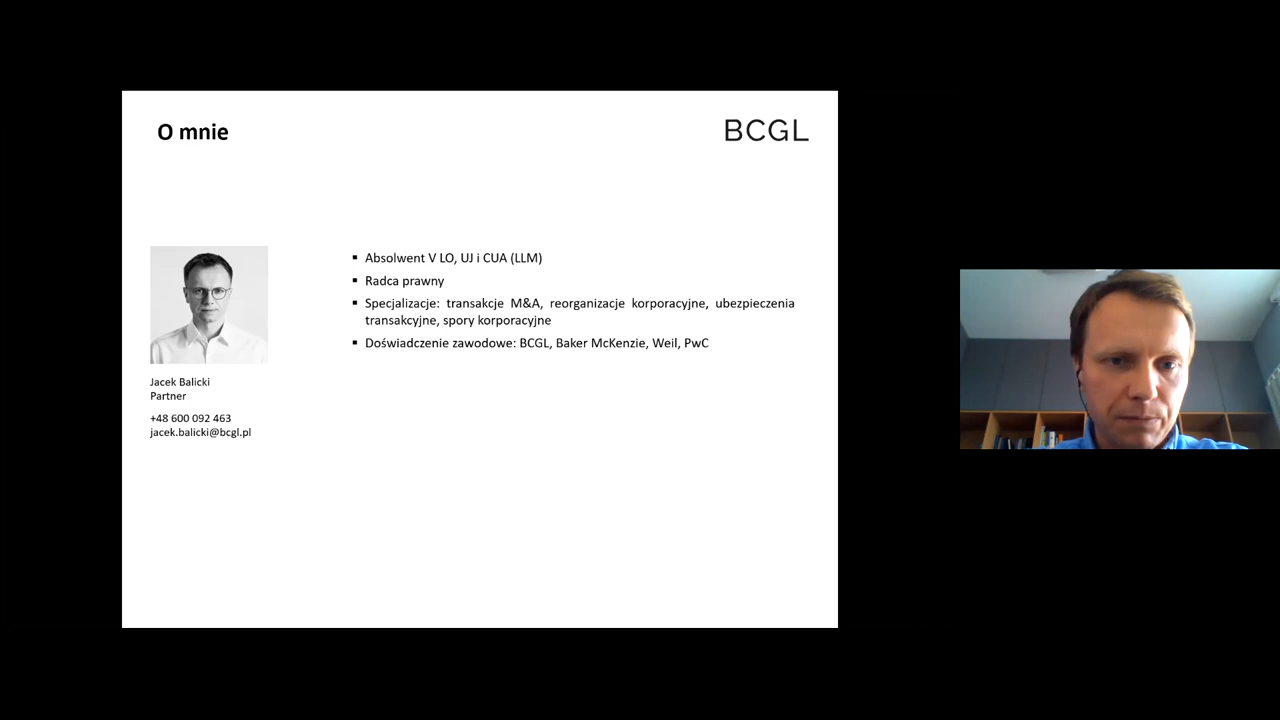 O mnie
BCGL
Absolwent V LO, UJ i CUA (LLM)
Radca prawny
Specjalizacje: transakcje M&A, reorganizacje korporacyjne, ubezpieczenia
transakcyjne, spory korporacyjne
Doświadczenie zawodowe: BCGL, Baker McKenzie, Weil, PwC
Jacek Balicki
Partner
+48 600 092 463
jacek.balicki@bcgl.pl